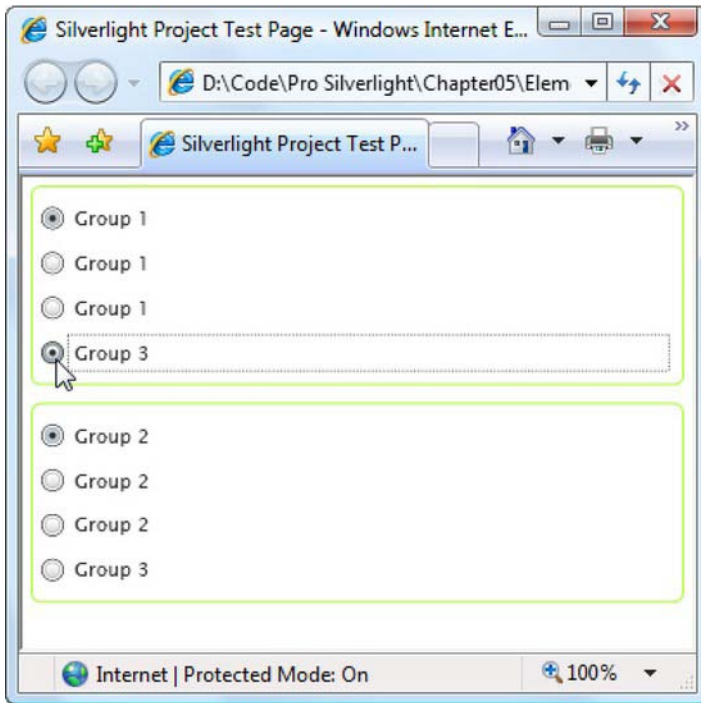 Silverlight Project Test Page - Windows Internet E...
D:\Code\Pro Silverlight\Chapter05\Elem
Silverlight Project Test P...
Group 1
Group 1
Group 1
Group 3
Group 2
Group 2
Group 2
Group 3
Internet | Protected Mode: On
100%